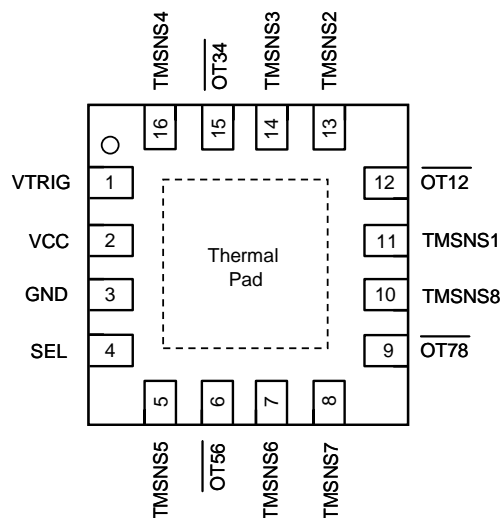 TMSNS4
OT34
TMSNS3
TMSNS2
16
15
14
13
VTRIG
1
12
OT12
VCC
2
11
TMSNS1
Thermal
Pad
GND
3
10
TMSNS8
SEL
4
9
OT78
5
6
7
8
TMSNS5
OT56
TMSNS6
TMSNS7